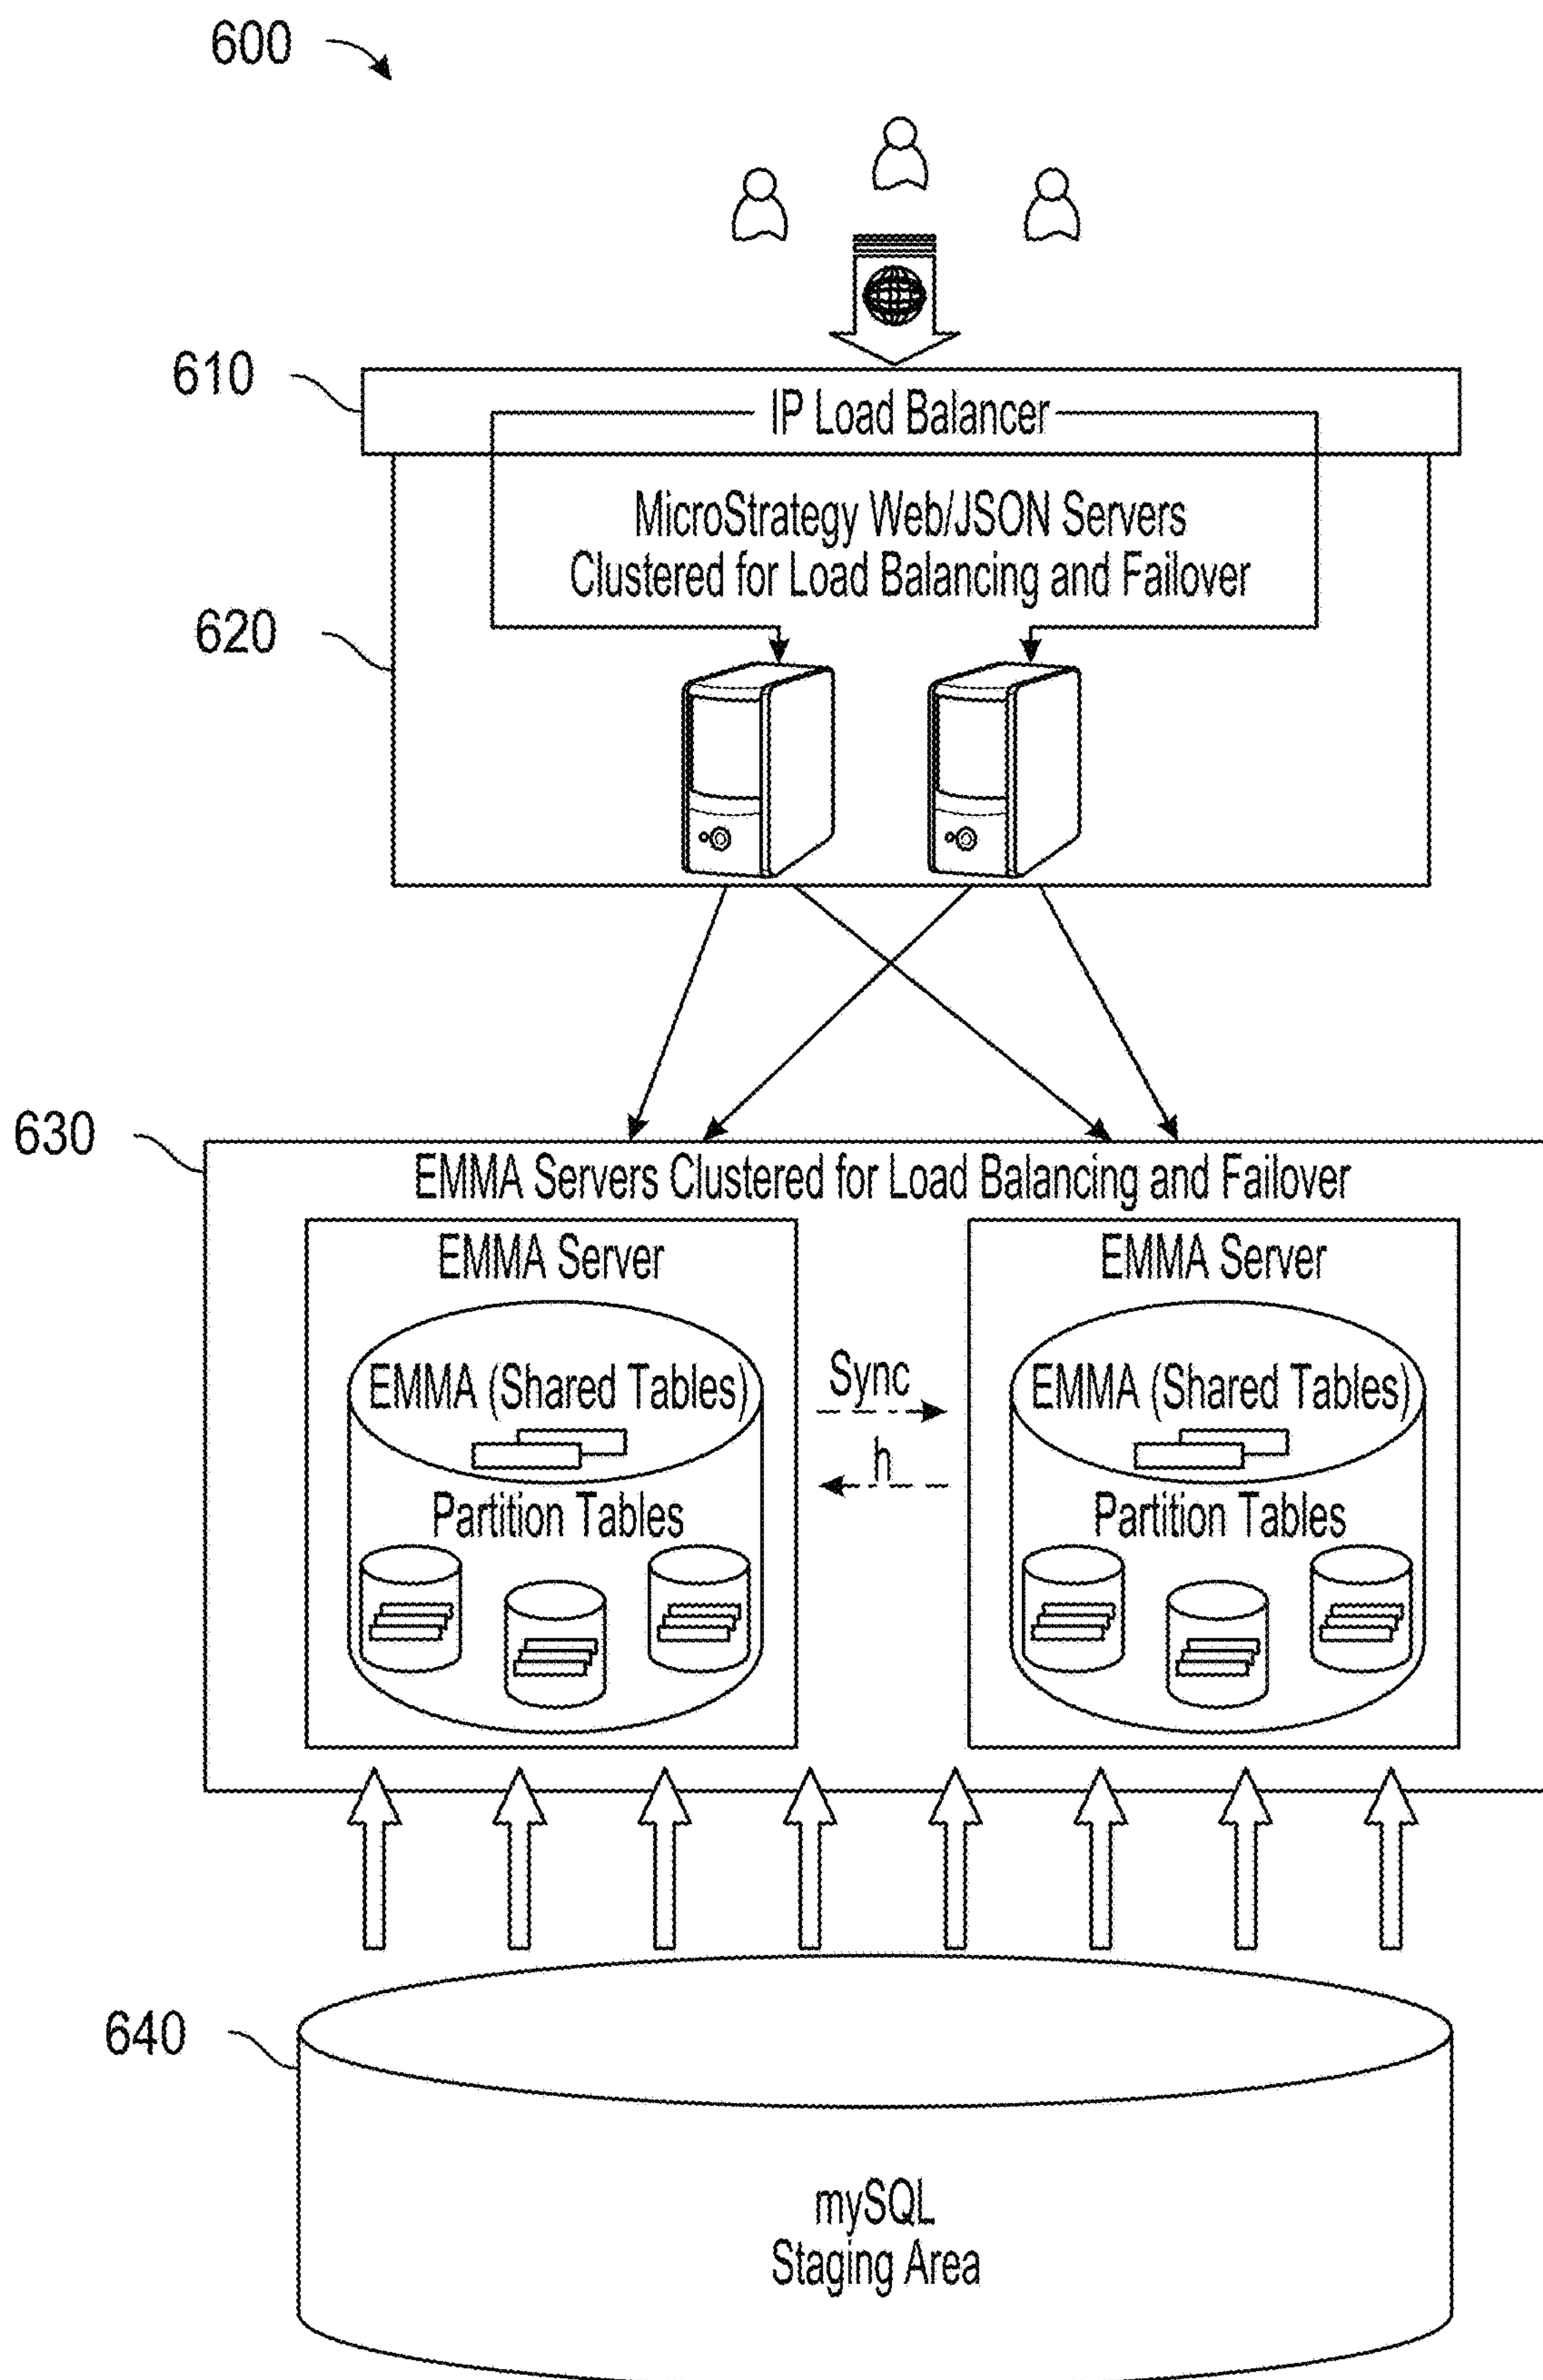 600
610
IP Load Balancer
MicroStrategy Web/JSON Servers
Clustered for Load Balancing and Failover
620
630
EMMA Servers Clustered for Load Balancing and Failover
EMMA Server
EMMA (Shared Tables)
Partition Tables
Sync
h
EMMA Server
EMMA (Shared Tables)
Partition Tables
640
mySQL
Staging Area